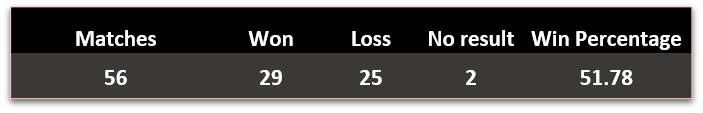 Matches Won Loss No result Win Percentage
56 29 25 2 51.78